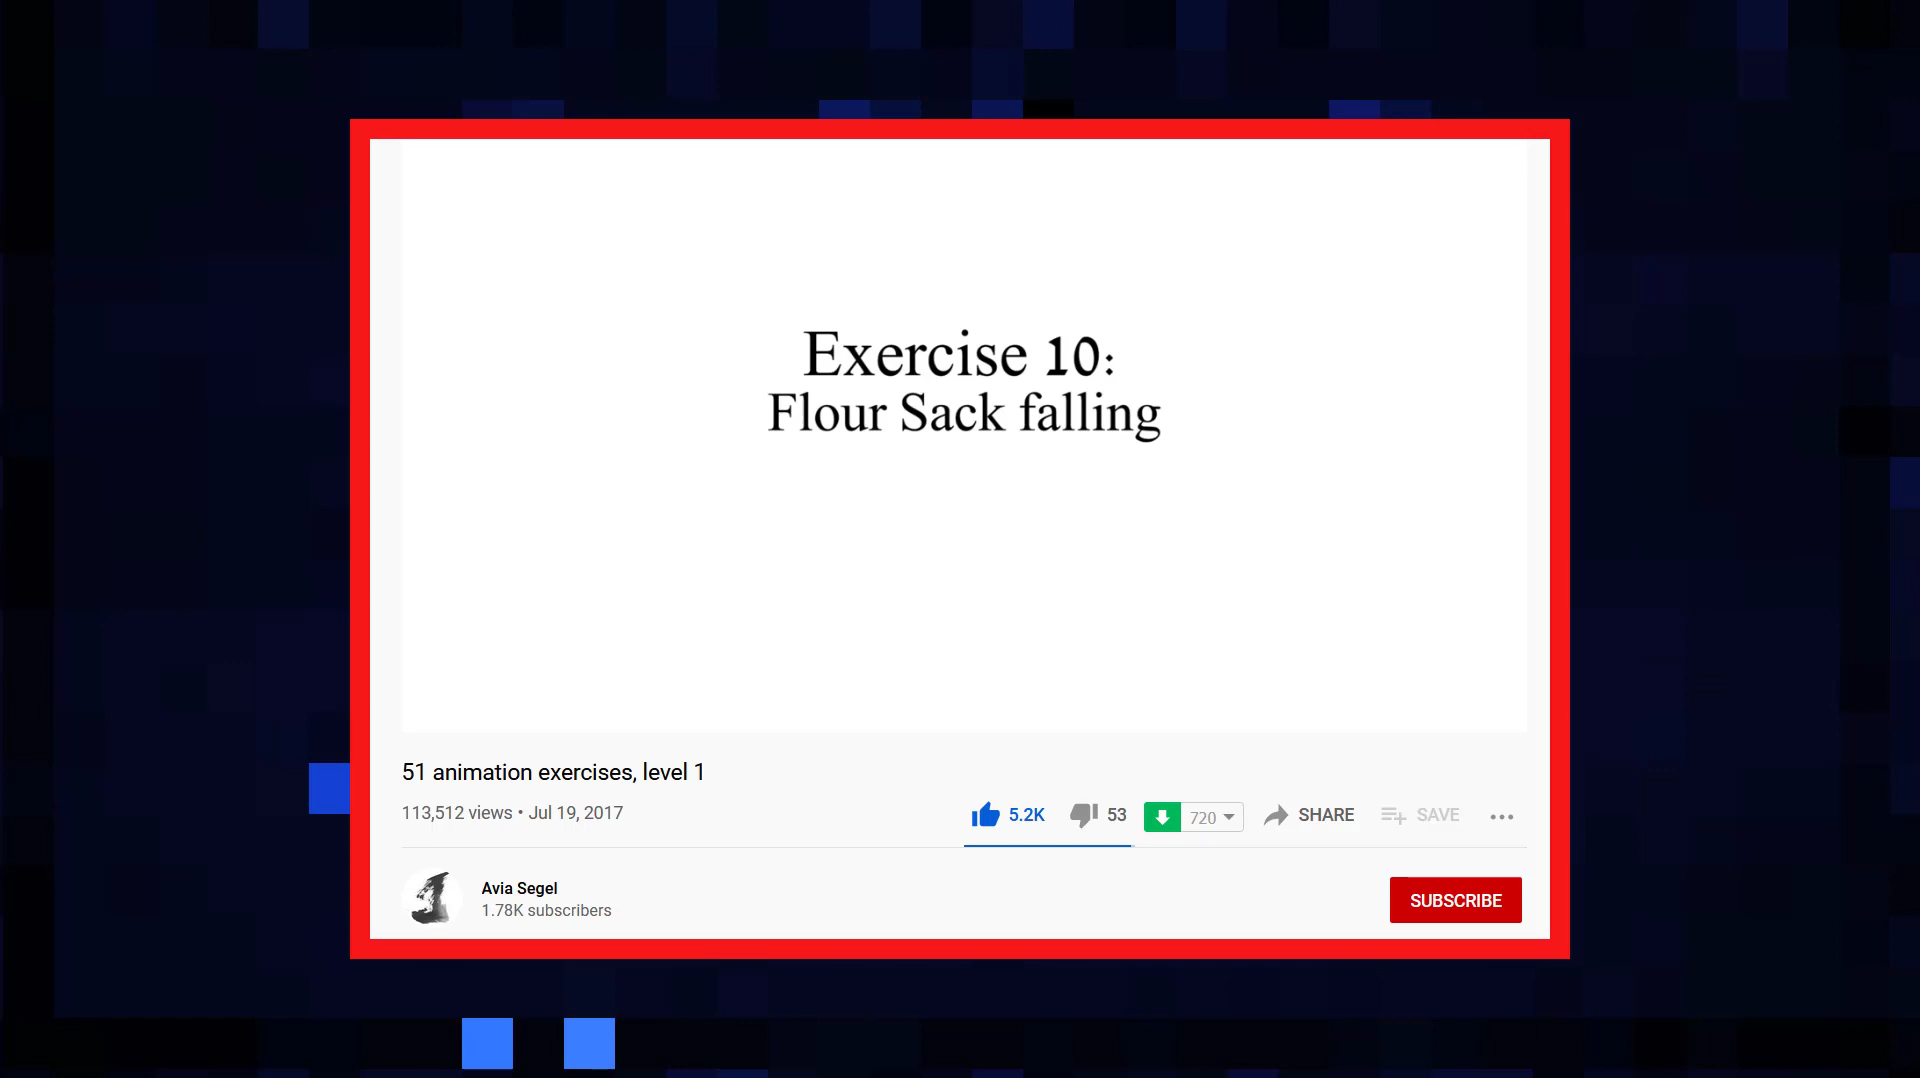 Exercise 10:
Flour Sack falling
51 animation exercises, level 1
113,512 views • Jul 19, 2017
5.2K
53
720
SHARE
SAVE
Avia Segel
1.78K subscribers
SUBSCRIBE